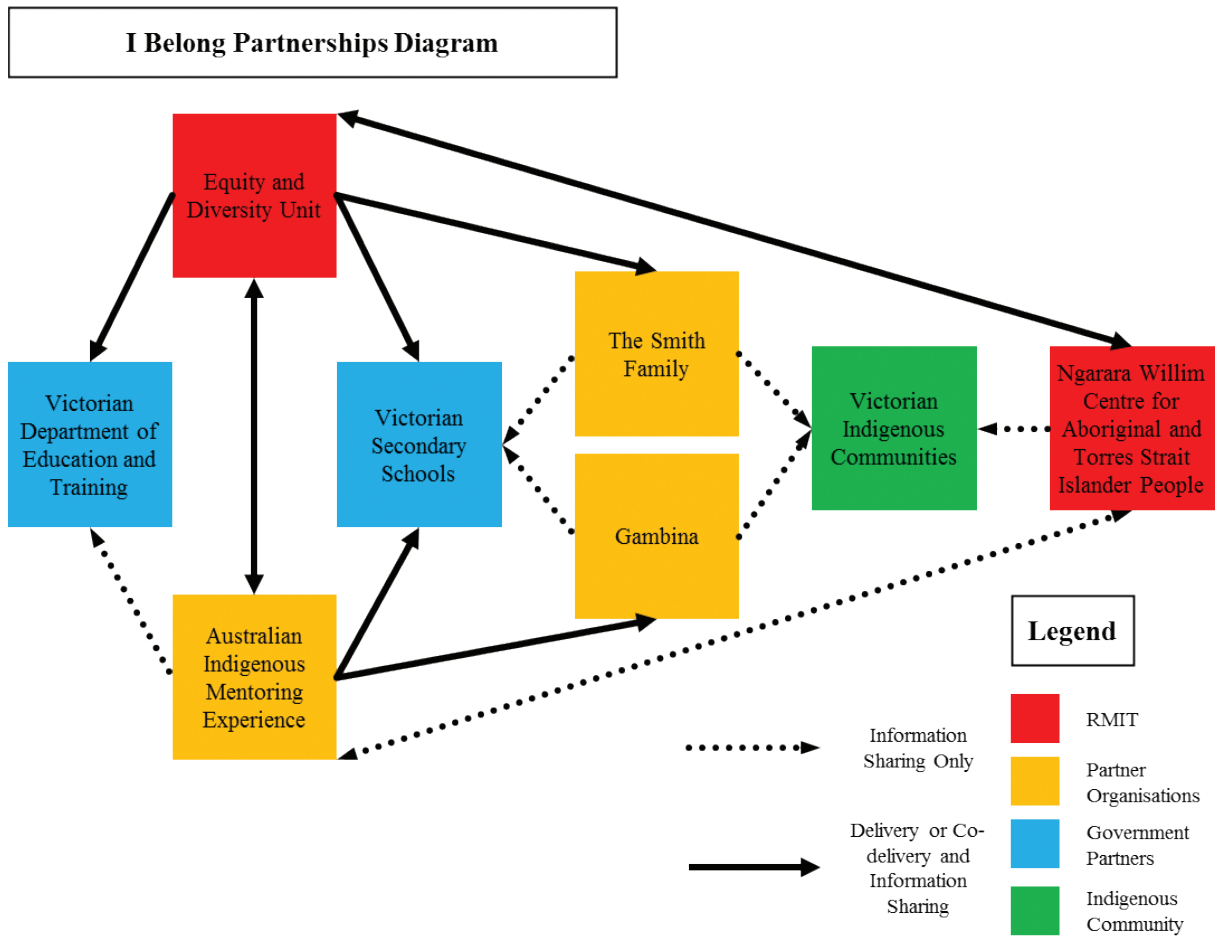 I Belong Partnerships Diagram
Equity and
Diversity Unit
The Smith
Family
Victorian
Department of
Education and
Training
Victorian
Secondary
Schools
Gambina
Victorian
Indigenous
Communities
Ngarara Willim
Centre for
Aboriginal and
Torres Strait
Islander People
Australian
Indigenous
Mentoring
Experience
Legend
Information
Sharing Only
Delivery or Co-
delivery and
Information
Sharing
RMIT
Partner
Organisations
Government
Partners
Indigenous
Community